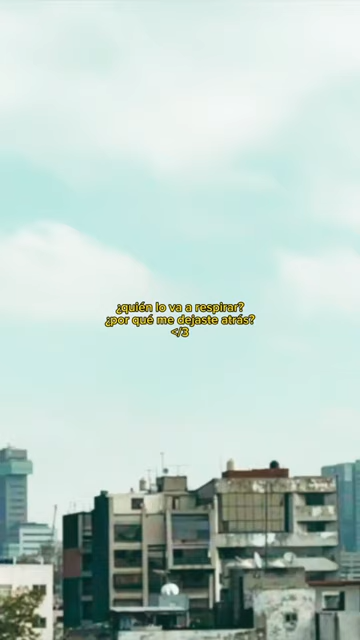 ¿quién lo va a respirar?
¿por qué me dejaste atrás?
</3